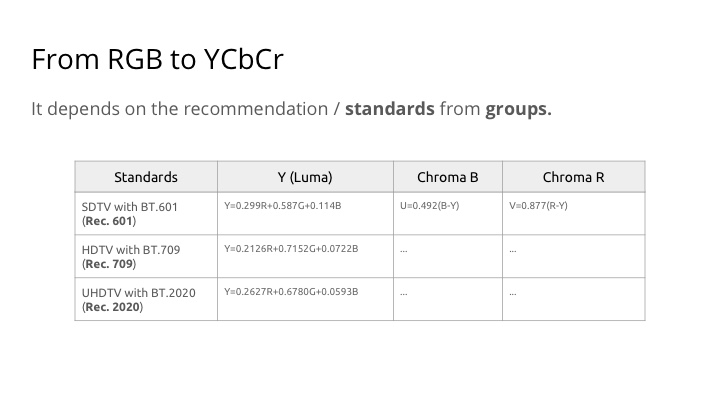 From RGB to YCbCr
It depends on the recommendation / standards from groups.
Standards Y (Luma) Chroma B Chroma R
SDTV with BT.601 Y=0.299R+0.587G+0.114B U=0.492(B-Y) V=0.877(R-Y)
(Rec. 601)
HDTV with BT.709 Y=0.2126R+0.7152G+0.0722B ... ...
(Rec. 709)
UHDTV with BT.2020 Y=0.2627R+0.6780G+0.0593B ... ...
(Rec. 2020)